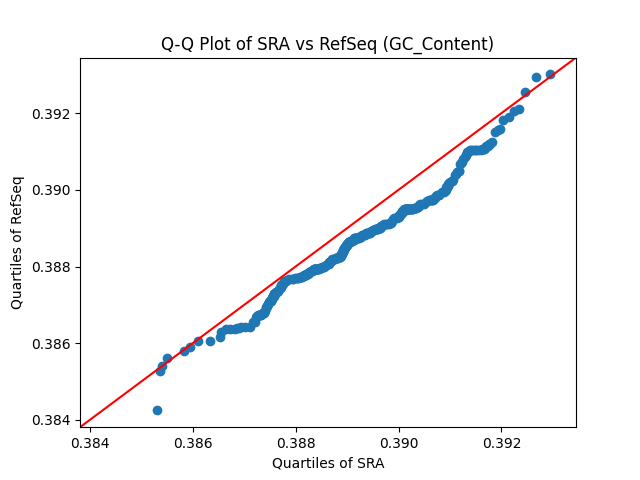 Q-Q Plot of SRA vs RefSeq (GC_Content)
Quartiles of RefSeq
0.392
0.390
0.388
0.386
0.384
0.384 0.386 0.388 0.390 0.392
Quartiles of SRA